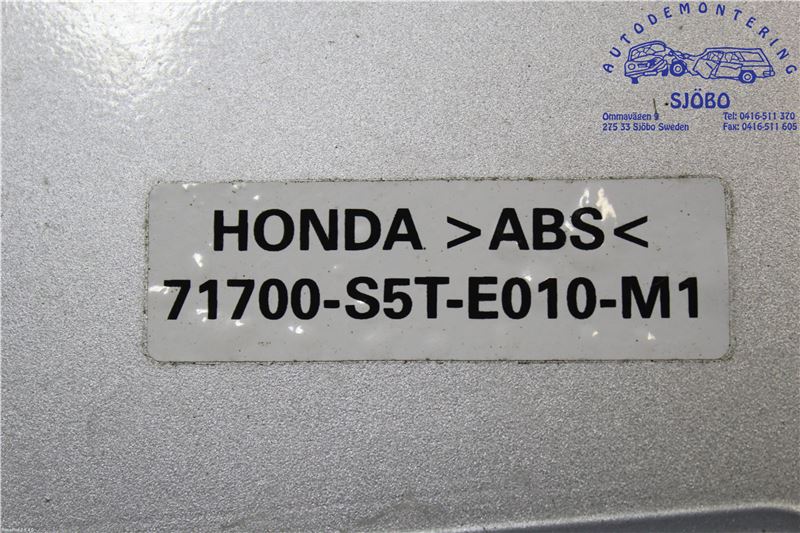 AUTODEMONTERING
SJÖBO
Ommavägen 9 Tel: 0416-511 370
275 33 Sjöbo Sweden Fax: 0416-511 605
HONDA >ABS<
71700-S5T-E010-M1